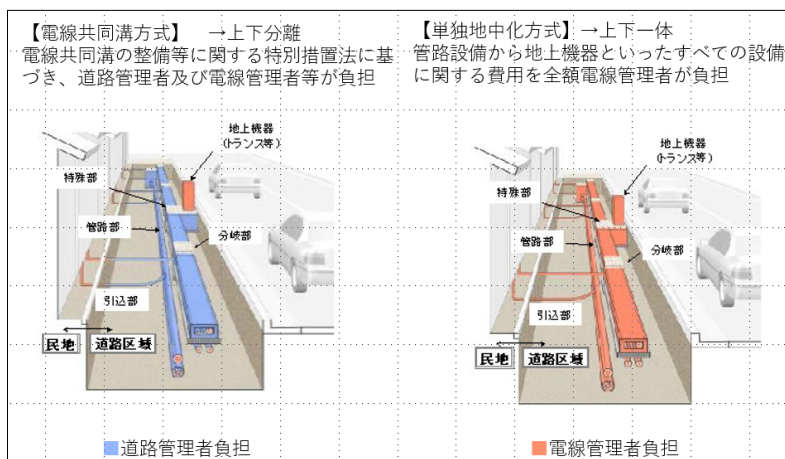 【電線共同溝方式】 →上下分離
電線共同溝の整備等に関する特別措置法に基
づき、道路管理者及び電線管理者等が負担
地上機器
(トランス等)
特殊部
管路部
分岐部
引込部
民地
道路区域
■道路管理者負担
【単独地中化方式】→上下一体
管路設備から地上機器といったすべての設備
に関する費用を全額電線管理者が負担
地上機器
(トランス等)
特殊部
管路部
分岐部
引込部
民地
道路区域
■電線管理者負担